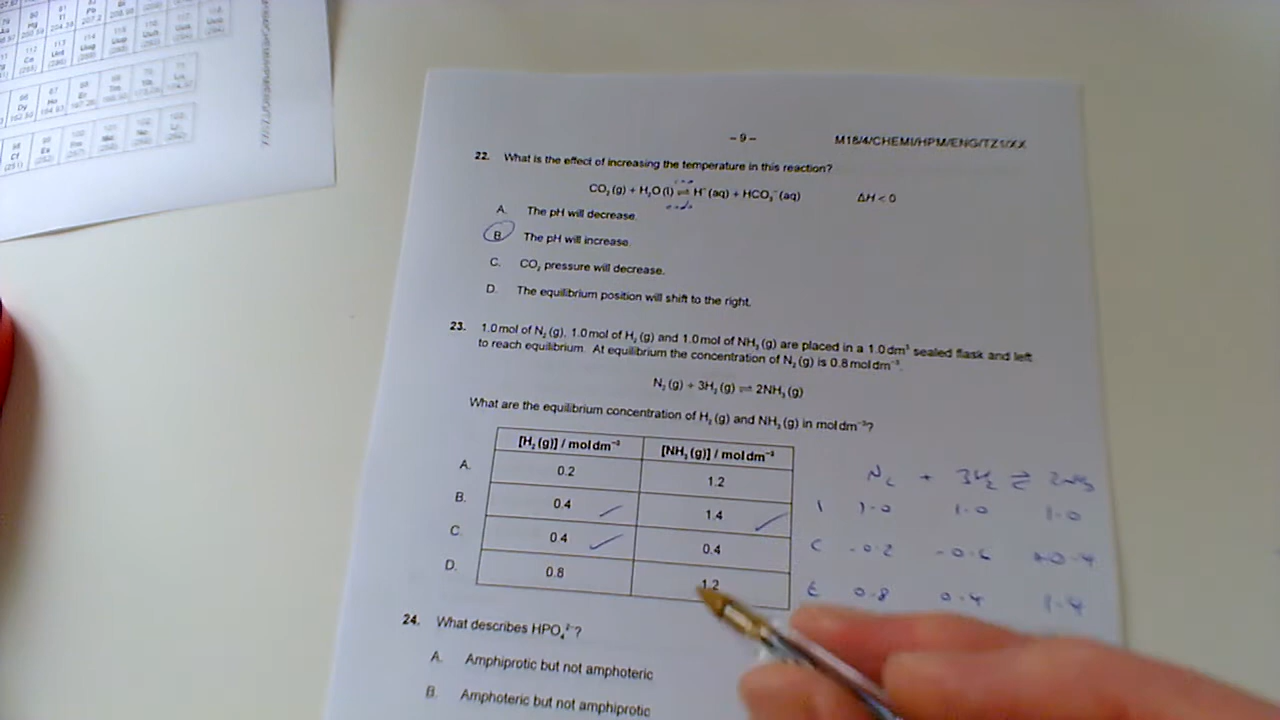 – 9 –
M18/4/CHEMI/HPM/ENG/TZ1/XX
22. What is the effect of increasing the temperature in this reaction?
CO₂ (g) + H₂O (l) ⇌ H⁺ (aq) + HCO₃⁻ (aq) ΔH < 0
A. The pH will decrease.
B. The pH will increase.
C. CO₂ pressure will decrease.
D. The equilibrium position will shift to the right.
23. 1.0 mol of N₂ (g), 1.0 mol of H₂ (g) and 1.0 mol of NH₃ (g) are placed in a 1.0 dm³ sealed flask and left
to reach equilibrium. At equilibrium the concentration of N₂ (g) is 0.8 mol dm⁻³.
N₂ (g) + 3H₂ (g) ⇌ 2NH₃ (g)
What are the equilibrium concentration of H₂ (g) and NH₃ (g) in mol dm⁻³?
[H₂ (g)] / mol dm⁻³ [NH₃ (g)] / mol dm⁻³
A. 0.2 1.2
B. 0.4 1.4
C. 0.4 0.4
D. 0.8 1.2
N₂ + 3H₂ ⇌ 2NH₃
I 1.0 1.0 1.0
C -0.2 -0.6 +0.4
E 0.8 0.4 1.4
24. What describes HPO₄²⁻?
A. Amphiprotic but not amphoteric
B. Amphoteric but not amphiprotic